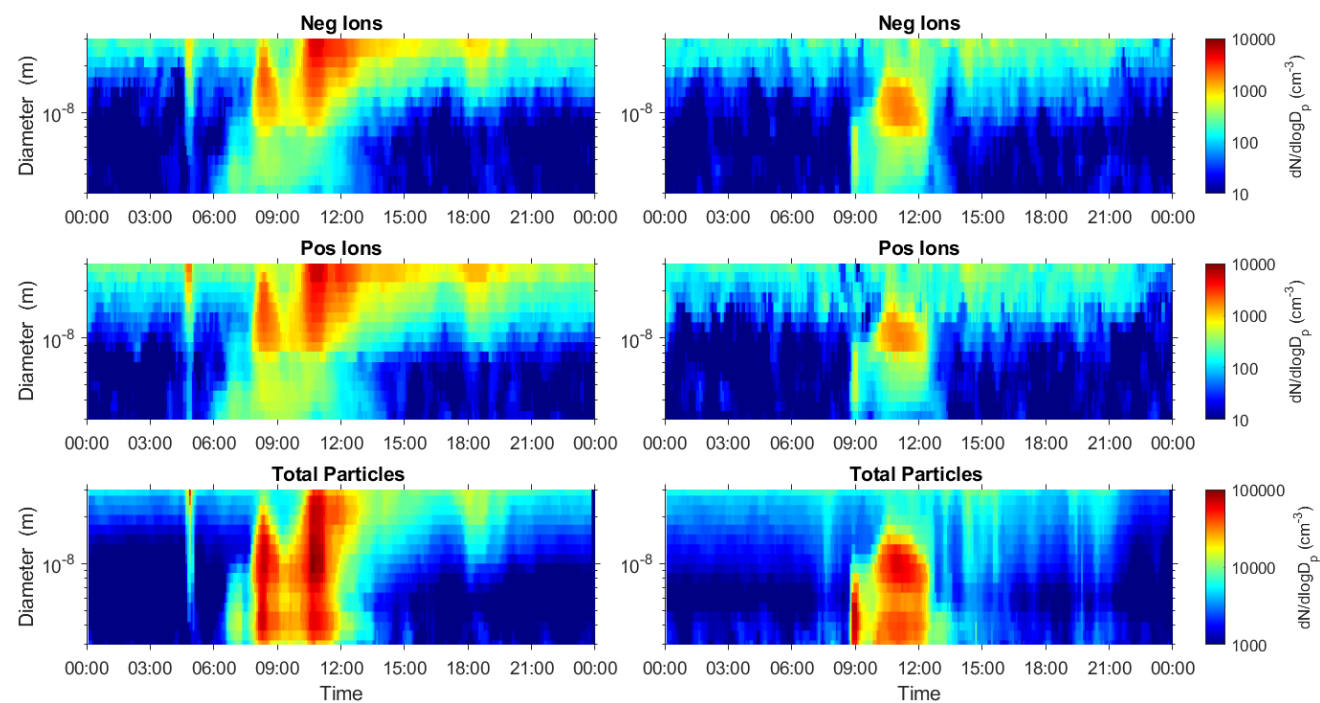 Neg Ions Neg Ions
10000
1000
100
10
dN/dlogDp (cm-3)
Diameter (m)
10-8 10-8
00:00 03:00 06:00 09:00 12:00 15:00 18:00 21:00 00:00 00:00 03:00 06:00 09:00 12:00 15:00 18:00 21:00 00:00
Pos Ions Pos Ions
10000
1000
100
10
dN/dlogDp (cm-3)
Diameter (m)
10-8 10-8
00:00 03:00 06:00 09:00 12:00 15:00 18:00 21:00 00:00 00:00 03:00 06:00 09:00 12:00 15:00 18:00 21:00 00:00
Total Particles Total Particles
100000
10000
1000
dN/dlogDp (cm-3)
Diameter (m)
10-8 10-8
00:00 03:00 06:00 09:00 12:00 15:00 18:00 21:00 00:00 00:00 03:00 06:00 09:00 12:00 15:00 18:00 21:00 00:00
Time Time